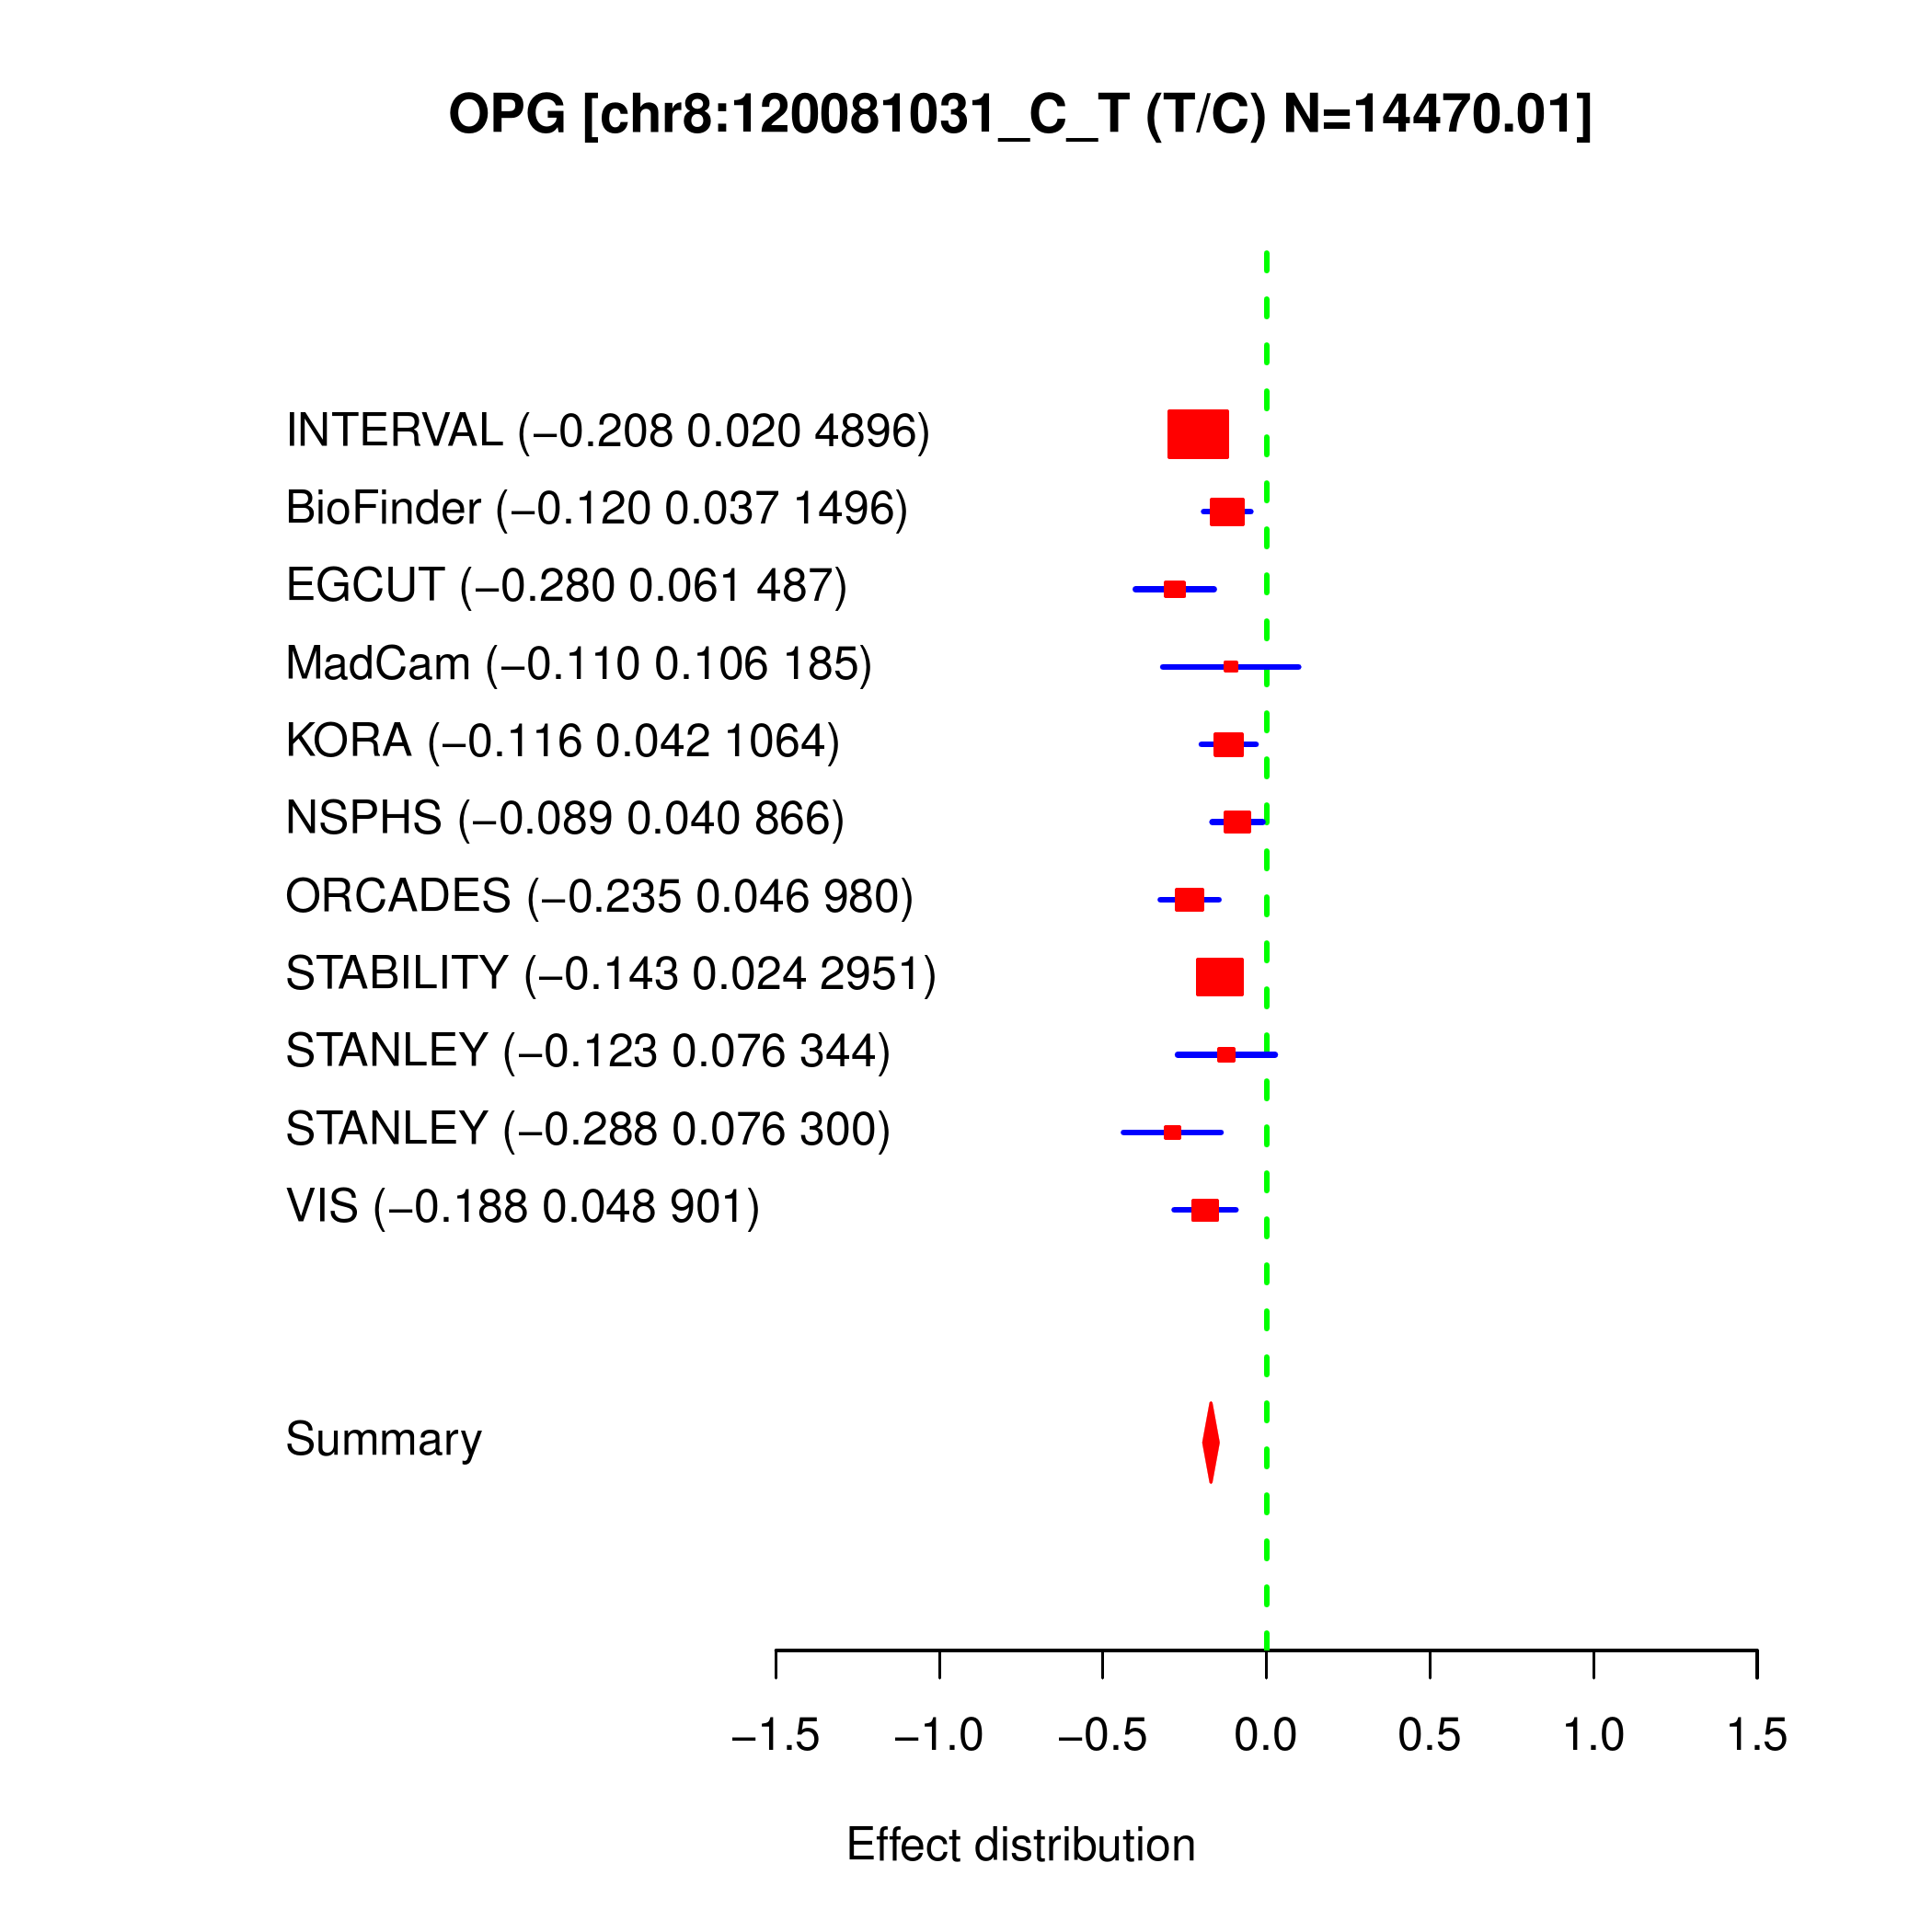 OPG [chr8:120081031_C_T (T/C) N=14470.01]
INTERVAL (−0.208 0.020 4896)
BioFinder (−0.120 0.037 1496)
EGCUT (−0.280 0.061 487)
MadCam (−0.110 0.106 185)
KORA (−0.116 0.042 1064)
NSPHS (−0.089 0.040 866)
ORCADES (−0.235 0.046 980)
STABILITY (−0.143 0.024 2951)
STANLEY (−0.123 0.076 344)
STANLEY (−0.288 0.076 300)
VIS (−0.188 0.048 901)
Summary
−1.5 −1.0 −0.5 0.0 0.5 1.0 1.5
Effect distribution